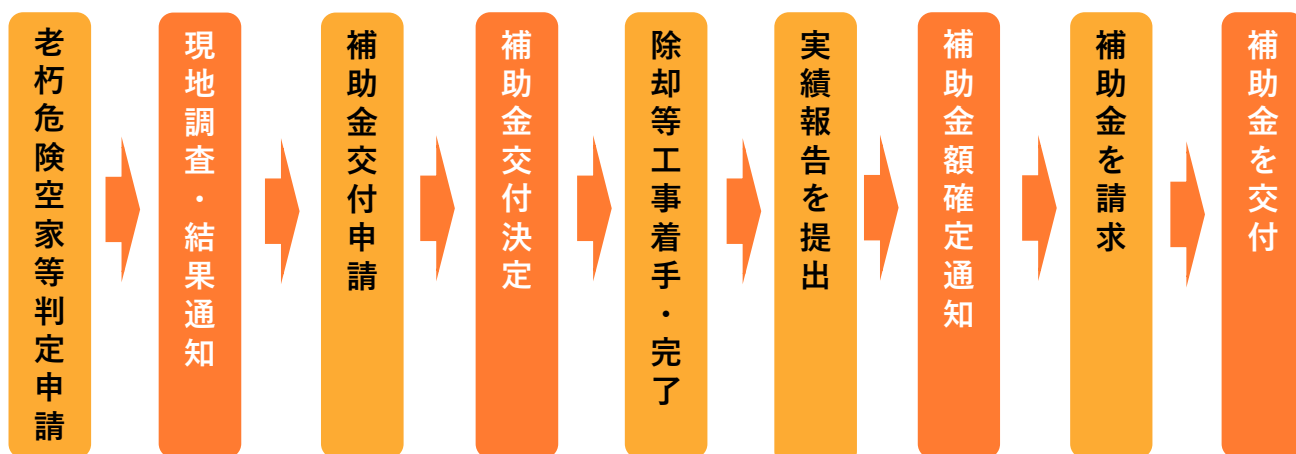 老朽危険空家等判定申請
現地調査・結果通知
補助金交付申請
補助金交付決定
除却等工事着手・完了
実績報告を提出
補助金額確定通知
補助金を請求
補助金を交付